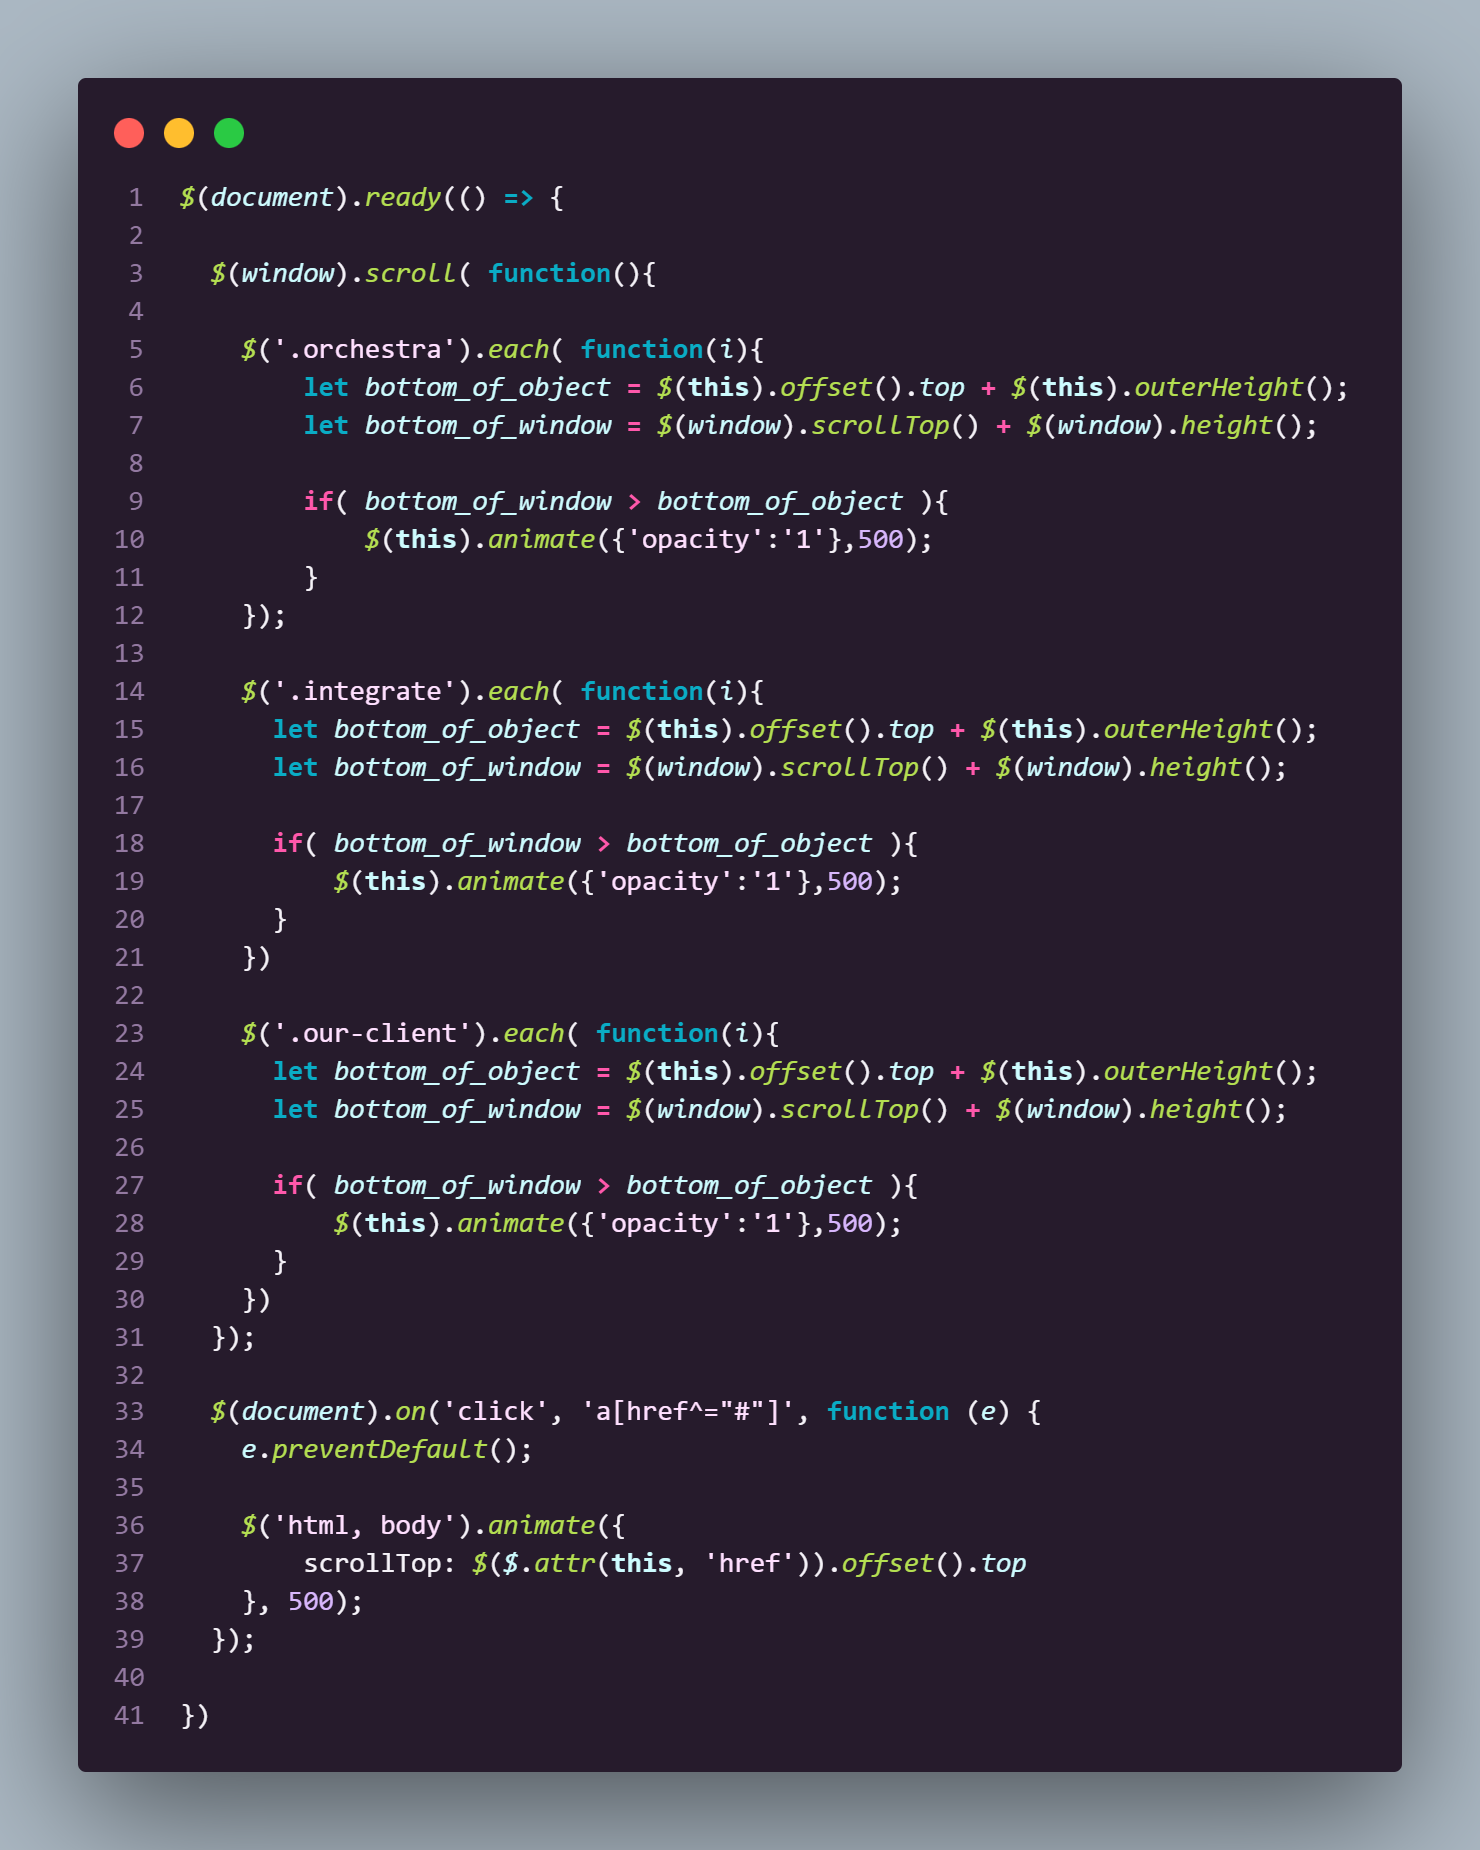 1 $(document).ready(() => {
2
3   $(window).scroll( function(){
4
5     $('.orchestra').each( function(i){
6         let bottom_of_object = $(this).offset().top + $(this).outerHeight();
7         let bottom_of_window = $(window).scrollTop() + $(window).height();
8
9         if( bottom_of_window > bottom_of_object ){
10             $(this).animate({'opacity':'1'},500);
11         }
12     });
13
14     $('.integrate').each( function(i){
15       let bottom_of_object = $(this).offset().top + $(this).outerHeight();
16       let bottom_of_window = $(window).scrollTop() + $(window).height();
17
18       if( bottom_of_window > bottom_of_object ){
19           $(this).animate({'opacity':'1'},500);
20       }
21     })
22
23     $('.our-client').each( function(i){
24       let bottom_of_object = $(this).offset().top + $(this).outerHeight();
25       let bottom_of_window = $(window).scrollTop() + $(window).height();
26
27       if( bottom_of_window > bottom_of_object ){
28           $(this).animate({'opacity':'1'},500);
29       }
30     })
31   });
32
33   $(document).on('click', 'a[href^="#"]', function (e) {
34     e.preventDefault();
35
36     $('html, body').animate({
37         scrollTop: $($.attr(this, 'href')).offset().top
38     }, 500);
39   });
40
41 })